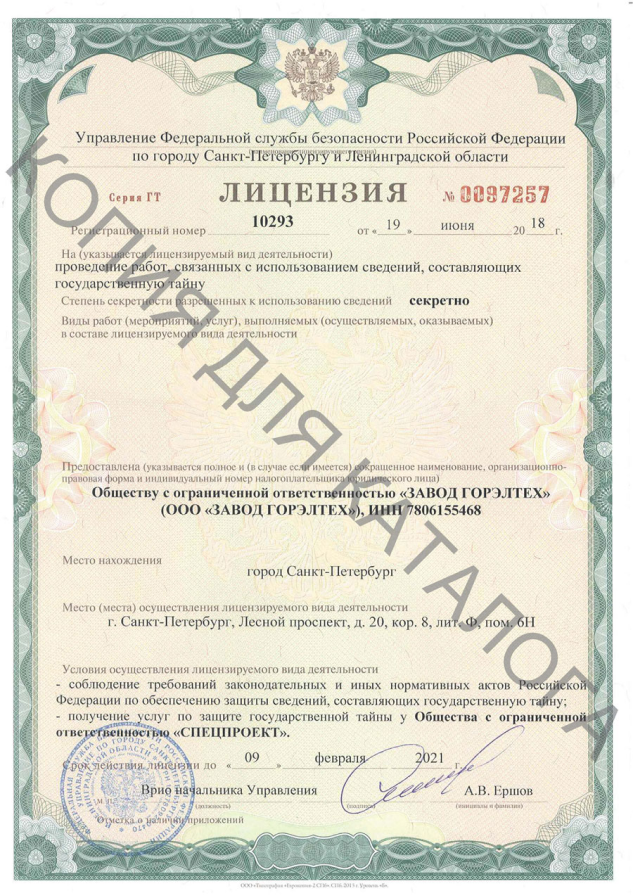 Управление Федеральной службы безопасности Российской Федерации
по городу Санкт-Петербургу и Ленинградской области
Серия ГТ ЛИЦЕНЗИЯ № 0097257
Регистрационный номер 10293 от « 19 » июня 20 18 г.
На (указывается лицензируемый вид деятельности)
проведение работ, связанных с использованием сведений, составляющих
государственную тайну
Степень секретности разрешенных к использованию сведений секретно
Виды работ (мероприятий, услуг), выполняемых (осуществляемых, оказываемых)
в составе лицензируемого вида деятельности
КОПИЯ ДЛЯ КАТАЛОГА
Предоставлена (указывается полное и (в случае если имеется) сокращенное наименование, организационно-
правовая форма и индивидуальный номер налогоплательщика юридического лица)
Обществу с ограниченной ответственностью «ЗАВОД ГОРЭЛТЕХ»
(ООО «ЗАВОД ГОРЭЛТЕХ»), ИНН 7806155468
Место нахождения
город Санкт-Петербург
Место (места) осуществления лицензируемого вида деятельности
г. Санкт-Петербург, Лесной проспект, д. 20, кор. 8, лит. Ф, пом. 6Н
Условия осуществления лицензируемого вида деятельности
- соблюдение требований законодательных и иных нормативных актов Российской
Федерации по обеспечению защиты сведений, составляющих государственную тайну;
- получение услуг по защите государственной тайны у Общества с ограниченной
ответственностью «СПЕЦПРОЕКТ».
Срок действия лицензии до « 09 » февраля 2021 г.
Врио начальника Управления А.В. Ершов
М.П. (должность) (подпись) (инициалы и фамилия)
Отметка о наличии приложений